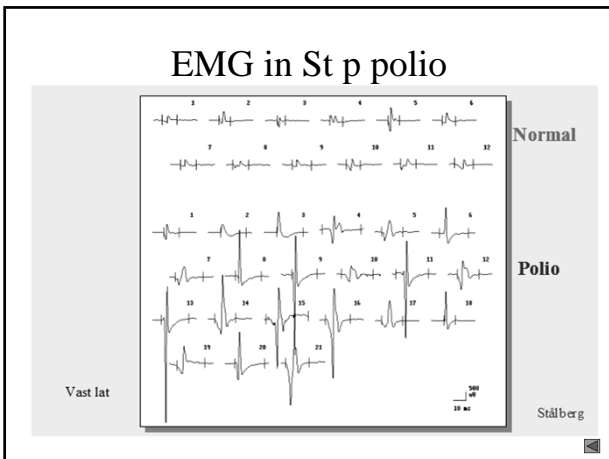 EMG in St p polio
1 2 3 4 5 6
Normal
7 8 9 10 11 12
1 2 3 4 5 6
7 8 9 10 11 12
Polio
13 14 15 16 17 18
19 20 21
Vast lat
500
uV
10 ms
Stålberg